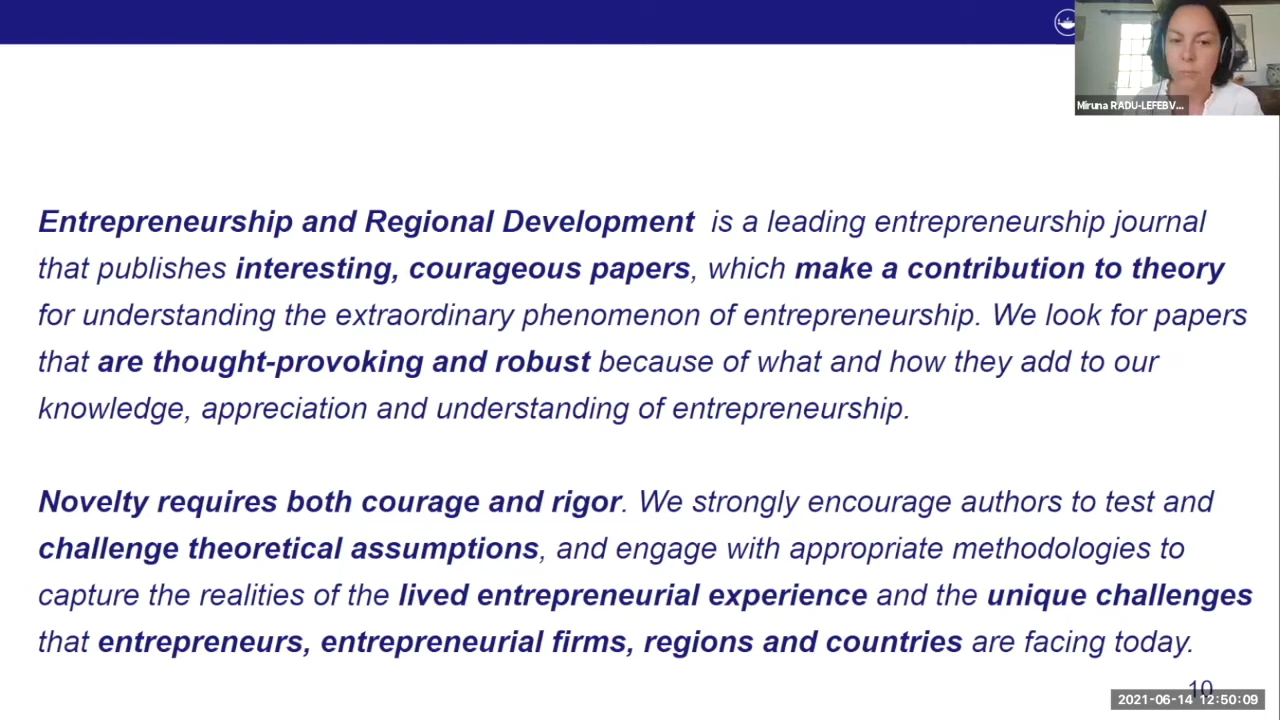 Miruna RADU-LEFEBV...
Entrepreneurship and Regional Development is a leading entrepreneurship journal
that publishes interesting, courageous papers, which make a contribution to theory
for understanding the extraordinary phenomenon of entrepreneurship. We look for papers
that are thought-provoking and robust because of what and how they add to our
knowledge, appreciation and understanding of entrepreneurship.
Novelty requires both courage and rigor. We strongly encourage authors to test and
challenge theoretical assumptions, and engage with appropriate methodologies to
capture the realities of the lived entrepreneurial experience and the unique challenges
that entrepreneurs, entrepreneurial firms, regions and countries are facing today.
10
2021-06-14 12:50:09